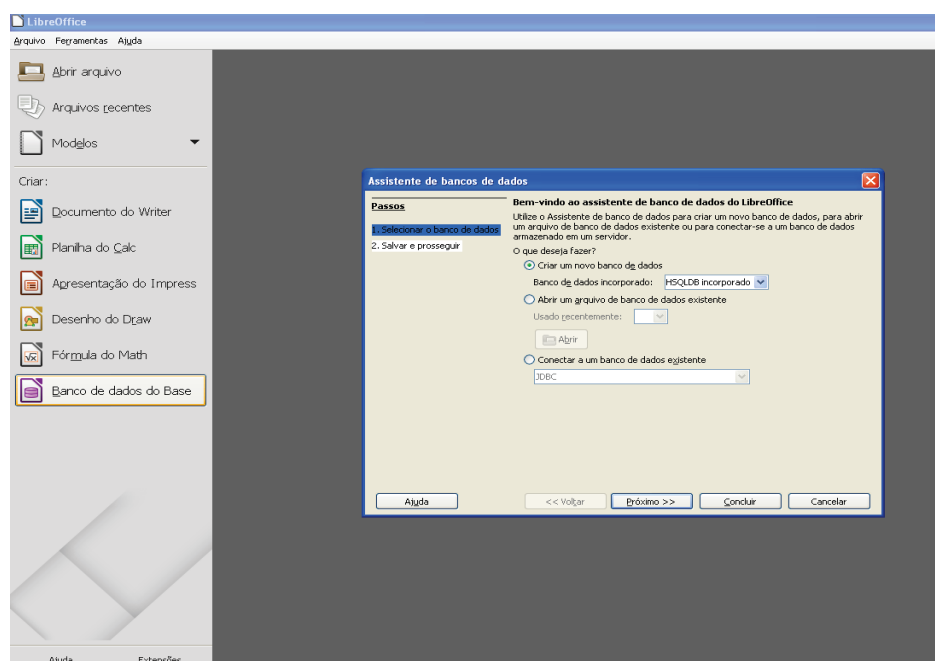 LibreOffice
Arquivo Ferramentas Ajuda
Abrir arquivo
Arquivos recentes
Modelos
Criar:
Documento do Writer
Planilha do Calc
Apresentação do Impress
Desenho do Draw
Fórmula do Math
Banco de dados do Base
Ajuda Extensões
Assistente de bancos de dados
Passos
1. Selecionar o banco de dados
2. Salvar e prosseguir
Bem-vindo ao assistente de banco de dados do LibreOffice
Utilize o Assistente de banco de dados para criar um novo banco de dados, para abrir
um arquivo de banco de dados existente ou para conectar-se a um banco de dados
armazenado em um servidor.
O que deseja fazer?
Criar um novo banco de dados
Banco de dados incorporado: HSQLDB incorporado
Abrir um arquivo de banco de dados existente
Usado recentemente:
Abrir
Conectar a um banco de dados existente
JDBC
Ajuda << Voltar Próximo >> Concluir Cancelar